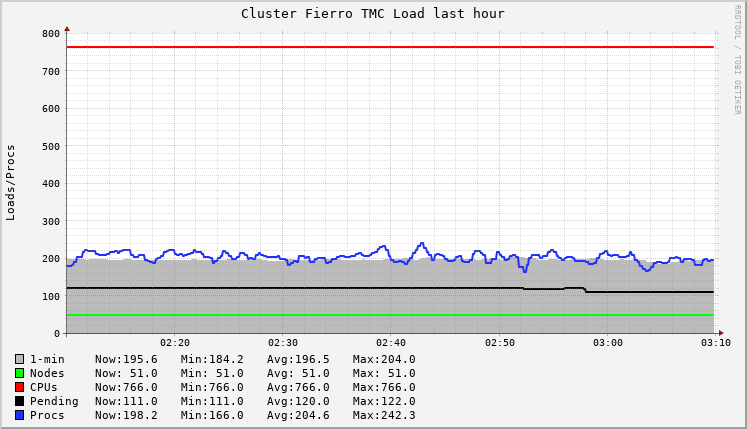 Cluster Fierro TMC Load last hour
RRDTOOL / TOBI OETIKER
Loads/Procs
800
700
600
500
400
300
200
100
0
02:20 02:30 02:40 02:50 03:00 03:10
1-min Now:195.6 Min:184.2 Avg:196.5 Max:204.0
Nodes Now: 51.0 Min: 51.0 Avg: 51.0 Max: 51.0
CPUs Now:766.0 Min:766.0 Avg:766.0 Max:766.0
Pending Now:111.0 Min:111.0 Avg:120.0 Max:122.0
Procs Now:198.2 Min:166.0 Avg:204.6 Max:242.3